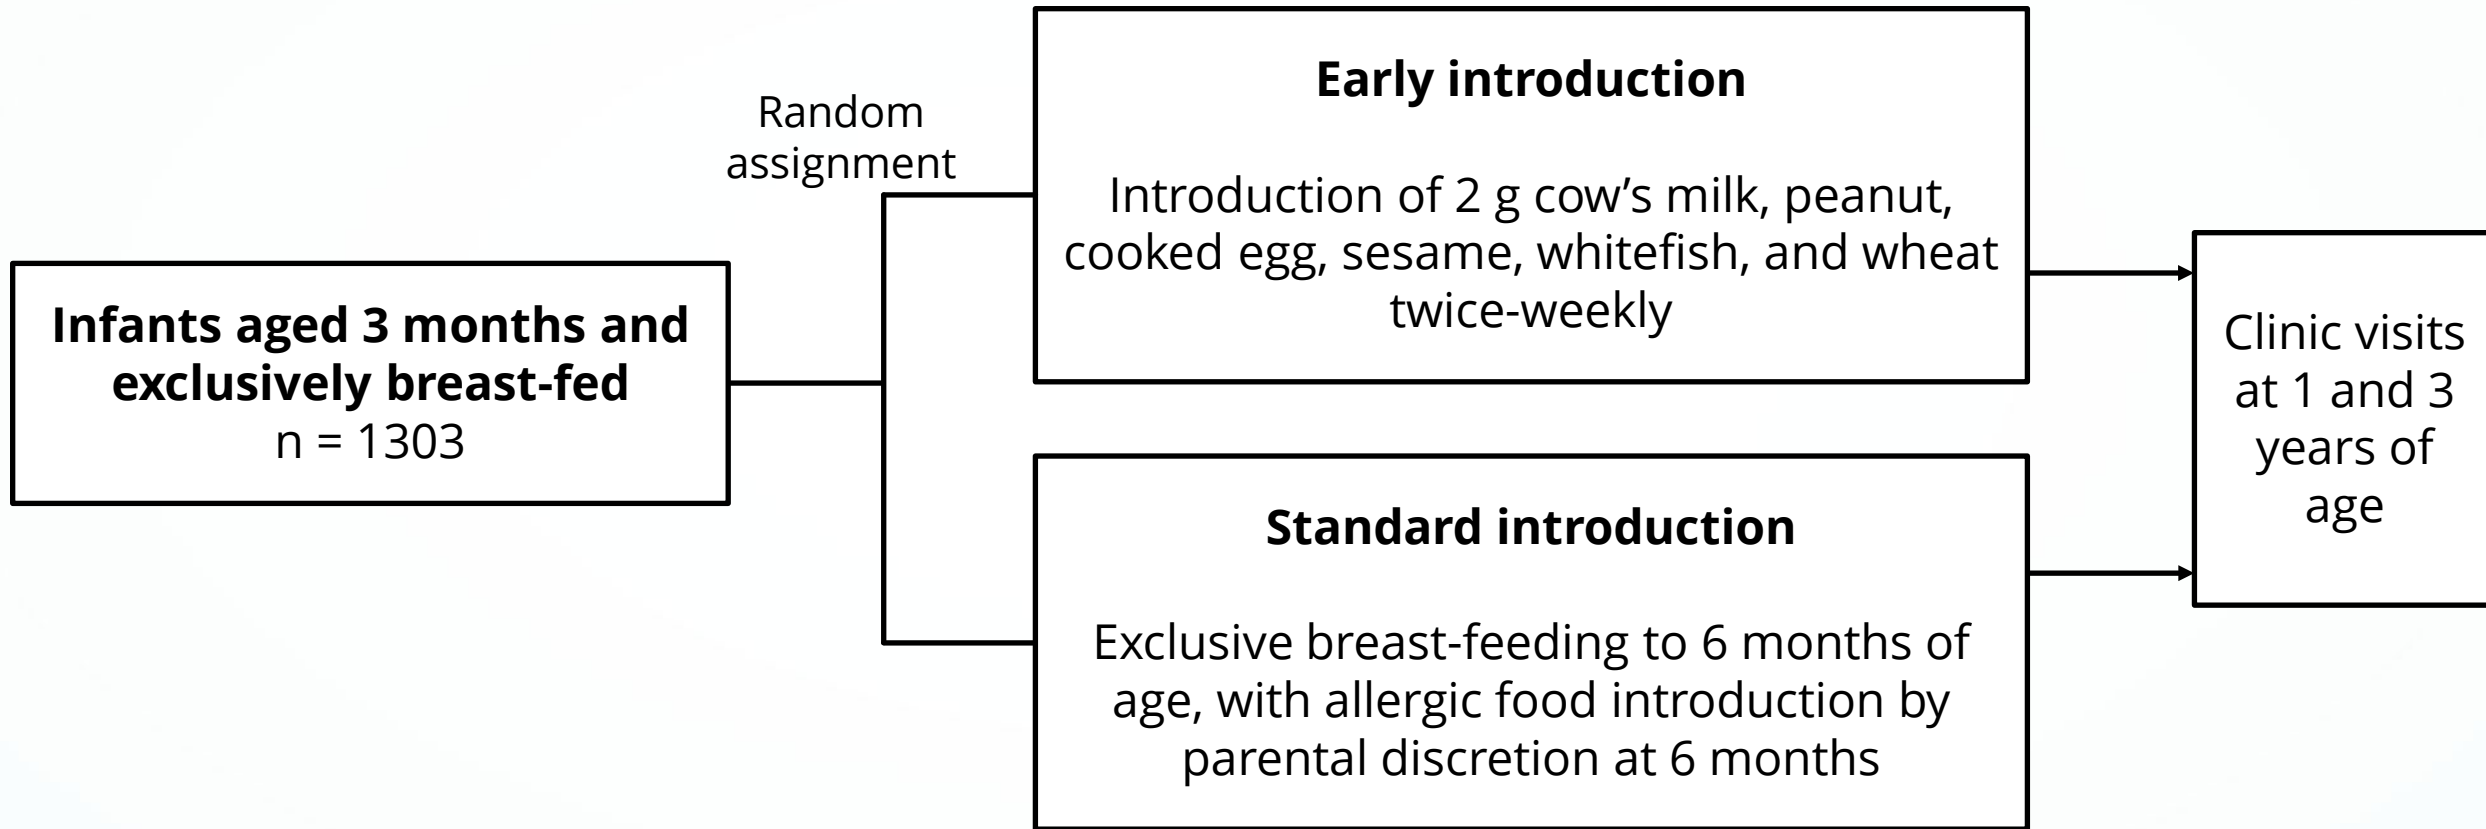 Infants aged 3 months and
exclusively breast-fed
n = 1303
Random
assignment
Early introduction
Introduction of 2 g cow’s milk, peanut,
cooked egg, sesame, whitefish, and wheat
twice-weekly
Standard introduction
Exclusive breast-feeding to 6 months of
age, with allergic food introduction by
parental discretion at 6 months
Clinic visits
at 1 and 3
years of
age